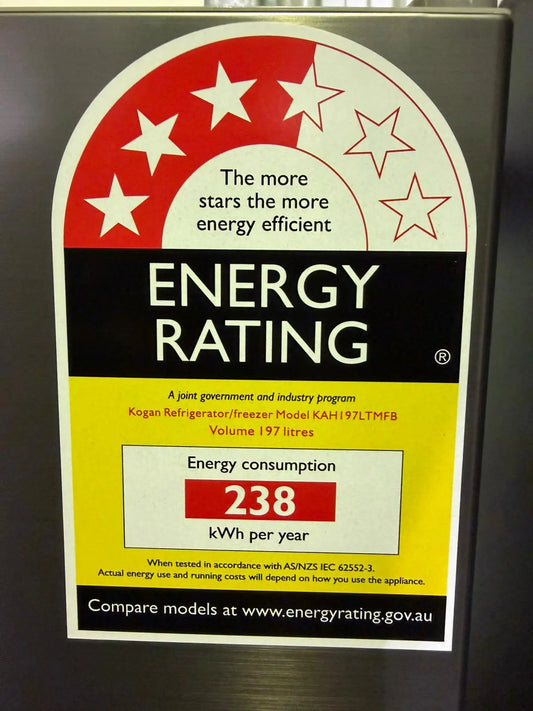 The more
stars the more
energy efficient
ENERGY
RATING
®
A joint government and industry program
Kogan Refrigerator/freezer Model KAH197LTMFB
Volume 197 litres
Energy consumption
238
kWh per year
When tested in accordance with AS/NZS IEC 62552-3.
Actual energy use and running costs will depend on how you use the appliance.
Compare models at www.energyrating.gov.au